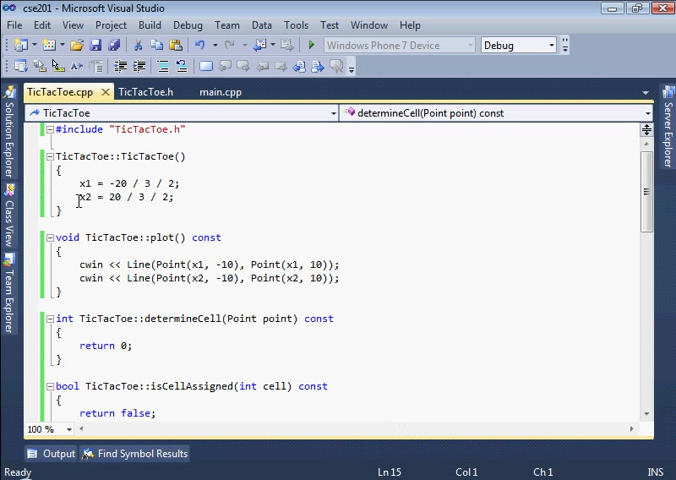 cse201 - Microsoft Visual Studio
File Edit View Project Build Debug Team Data Tools Test Window Help
Windows Phone 7 Device Debug
TicTacToe.cpp TicTacToe.h main.cpp
TicTacToe determineCell(Point point) const
Solution Explorer
Class View
Team Explorer
Server Explorer
#include "TicTacToe.h"
TicTacToe::TicTacToe()
{
x1 = -20 / 3 / 2;
x2 = 20 / 3 / 2;
}
void TicTacToe::plot() const
{
cwin << Line(Point(x1, -10), Point(x1, 10));
cwin << Line(Point(x2, -10), Point(x2, 10));
}
int TicTacToe::determineCell(Point point) const
{
return 0;
}
bool TicTacToe::isCellAssigned(int cell) const
{
return false;
100 %
Output Find Symbol Results
Ready Ln 15 Col 1 Ch 1 INS